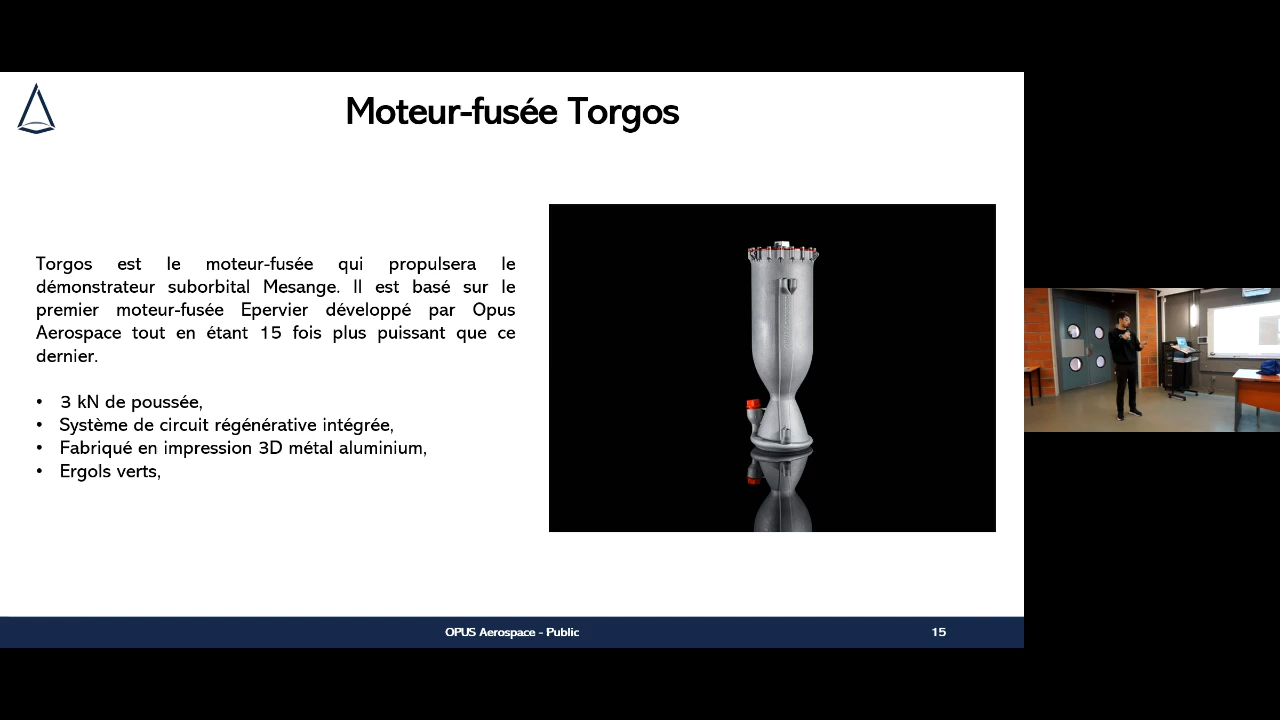 Moteur-fusée Torgos
Torgos est le moteur-fusée qui propulsera le
démonstrateur suborbital Mesange. Il est basé sur le
premier moteur-fusée Epervier développé par Opus
Aerospace tout en étant 15 fois plus puissant que ce
dernier.
• 3 kN de poussée,
• Système de circuit régénérative intégrée,
• Fabriqué en impression 3D métal aluminium,
• Ergols verts,
OPUS Aerospace - Public
15